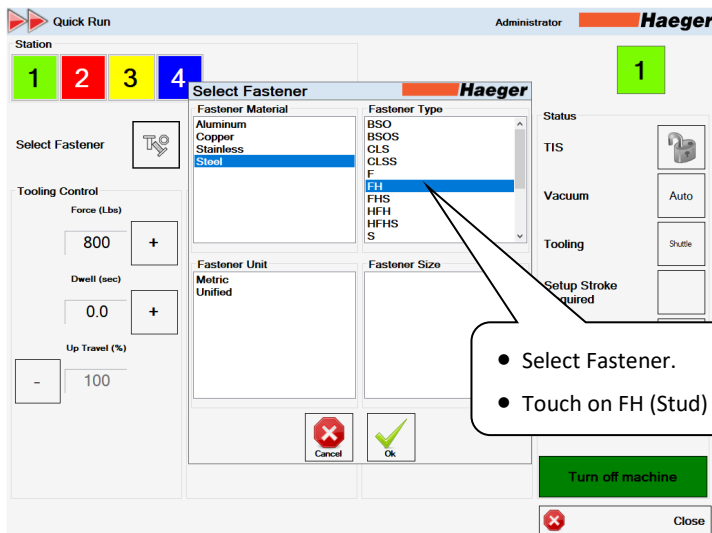 Quick Run
Administrator
Haeger
Station
1
2
3
4
1
Select Fastener
Tooling Control
Force (Lbs)
800
+
Dwell (sec)
0.0
+
Up Travel (%)
-
100
Select Fastener
Haeger
Fastener Material
Aluminum
Copper
Stainless
Steel
Fastener Type
BSO
BSOS
CLS
CLSS
F
FH
FHS
HFH
HFHS
S
Fastener Unit
Metric
Unified
Fastener Size
Cancel
Ok
Status
TIS
Vacuum
Auto
Tooling
Shuttle
Setup Stroke
• Select Fastener.
• Touch on FH (Stud)
Turn off machine
Close